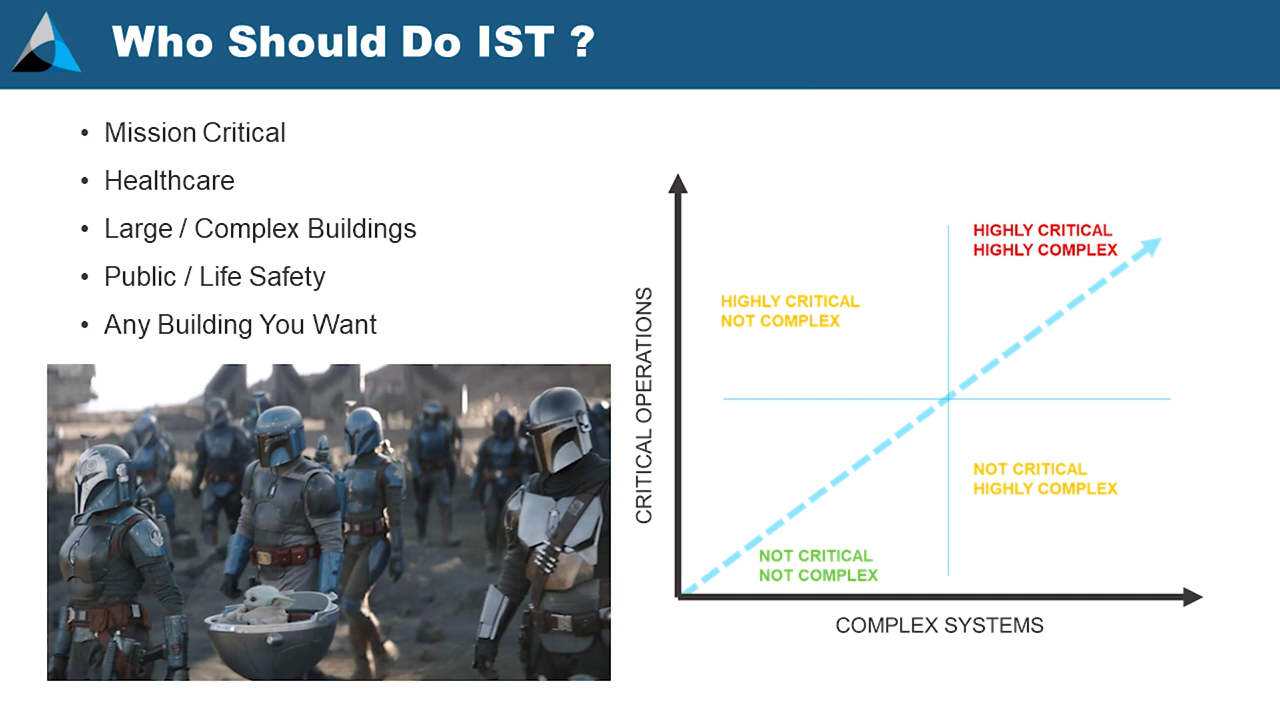 Who Should Do IST ?
• Mission Critical
• Healthcare
• Large / Complex Buildings
• Public / Life Safety
• Any Building You Want
CRITICAL OPERATIONS
HIGHLY CRITICAL
NOT COMPLEX
HIGHLY CRITICAL
HIGHLY COMPLEX
NOT CRITICAL
NOT COMPLEX
NOT CRITICAL
HIGHLY COMPLEX
COMPLEX SYSTEMS